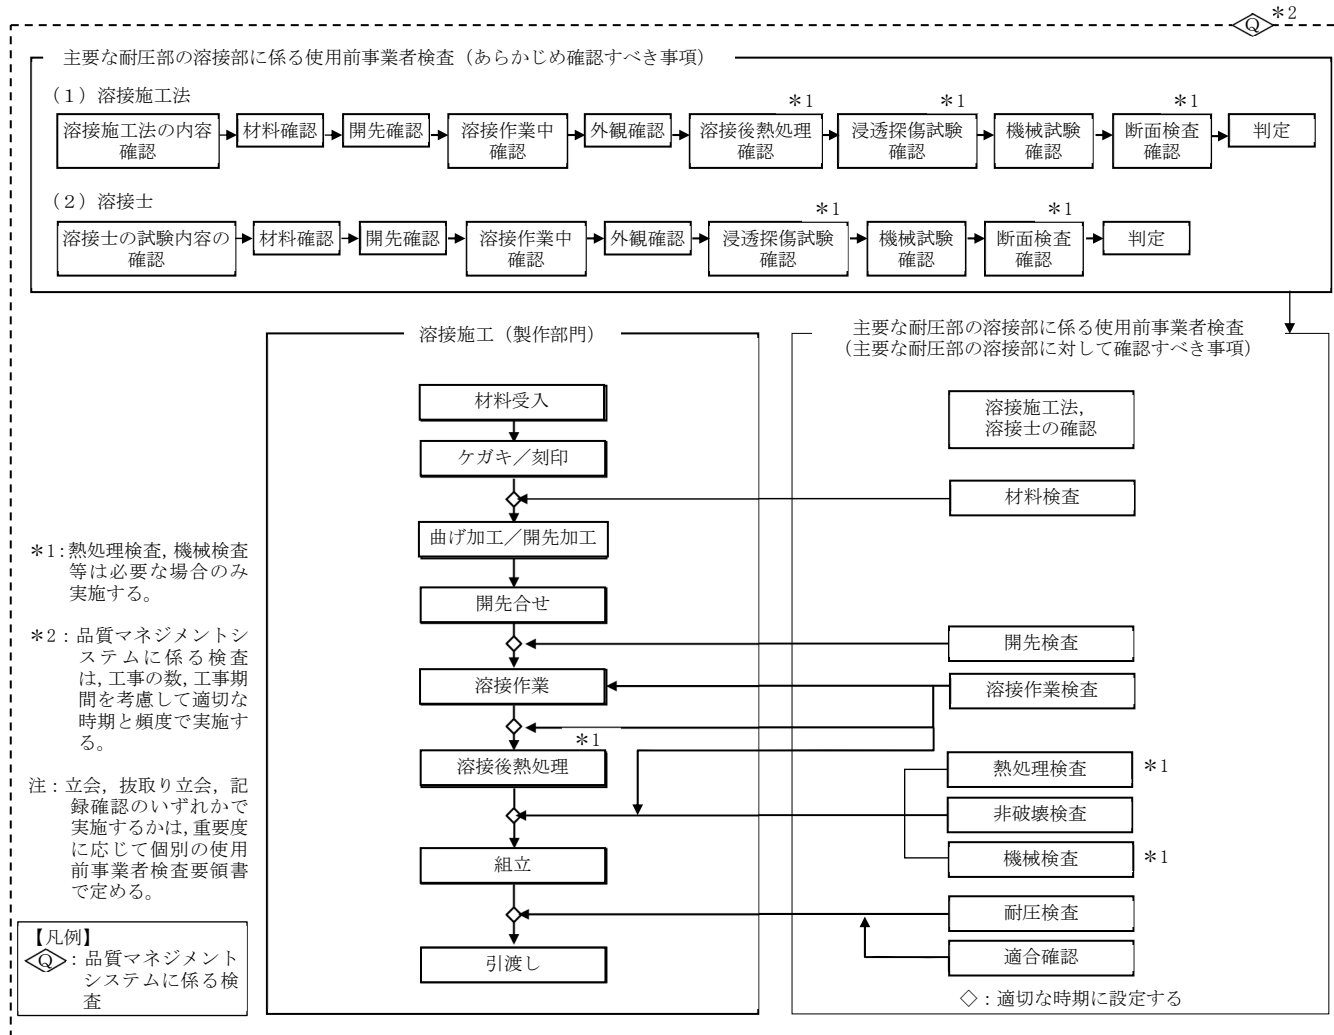 Q
＊2
主要な耐圧部の溶接部に係る使用前事業者検査（あらかじめ確認すべき事項）
（１）溶接施工法
＊1
＊1
＊1
溶接施工法の内容
確認
材料確認
開先確認
溶接作業中
確認
外観確認
溶接後熱処理
確認
浸透探傷試験
確認
機械試験
確認
断面検査
確認
判定
（２）溶接士
＊1
＊1
溶接士の試験内容の
確認
材料確認
開先確認
溶接作業中
確認
外観確認
浸透探傷試験
確認
機械試験
確認
断面検査
確認
判定
溶接施工（製作部門）
材料受入
ケガキ／刻印
曲げ加工／開先加工
開先合せ
溶接作業
＊1
溶接後熱処理
組立
引渡し
主要な耐圧部の溶接部に係る使用前事業者検査
（主要な耐圧部の溶接部に対して確認すべき事項）
溶接施工法，
溶接士の確認
材料検査
開先検査
溶接作業検査
熱処理検査
＊1
非破壊検査
機械検査
＊1
耐圧検査
適合確認
◇：適切な時期に設定する
＊1：熱処理検査，機械検査
等は必要な場合のみ
実施する。
＊2：品質マネジメントシ
ステムに係る検査
は，工事の数，工事期
間を考慮して適切な
時期と頻度で実施す
る。
注：立会，抜取り立会，記
録確認のいずれかで
実施するかは，重要度
に応じて個別の使用
前事業者検査要領書
で定める。
【凡例】
Q：品質マネジメント
システムに係る検
査